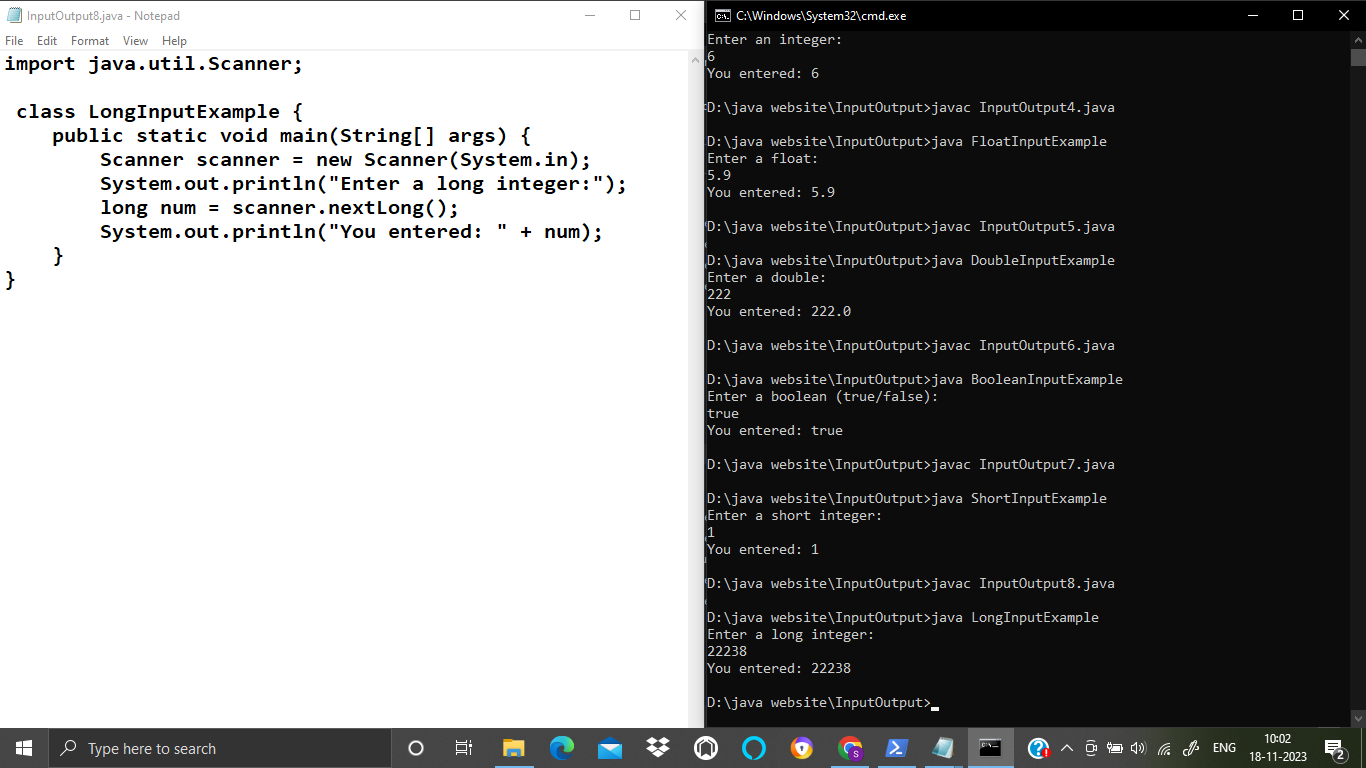 InputOutput8.java - Notepad
File Edit Format View Help
import java.util.Scanner;
class LongInputExample {
public static void main(String[] args) {
Scanner scanner = new Scanner(System.in);
System.out.println("Enter a long integer:");
long num = scanner.nextLong();
System.out.println("You entered: " + num);
}
}
C:\Windows\System32\cmd.exe
Enter an integer:
6
You entered: 6
D:\java website\InputOutput>javac InputOutput4.java
D:\java website\InputOutput>java FloatInputExample
Enter a float:
5.9
You entered: 5.9
D:\java website\InputOutput>javac InputOutput5.java
D:\java website\InputOutput>java DoubleInputExample
Enter a double:
222
You entered: 222.0
D:\java website\InputOutput>javac InputOutput6.java
D:\java website\InputOutput>java BooleanInputExample
Enter a boolean (true/false):
true
You entered: true
D:\java website\InputOutput>javac InputOutput7.java
D:\java website\InputOutput>java ShortInputExample
Enter a short integer:
1
You entered: 1
D:\java website\InputOutput>javac InputOutput8.java
D:\java website\InputOutput>java LongInputExample
Enter a long integer:
22238
You entered: 22238
D:\java website\InputOutput>
Type here to search
S
ENG
10:02
18-11-2023
2